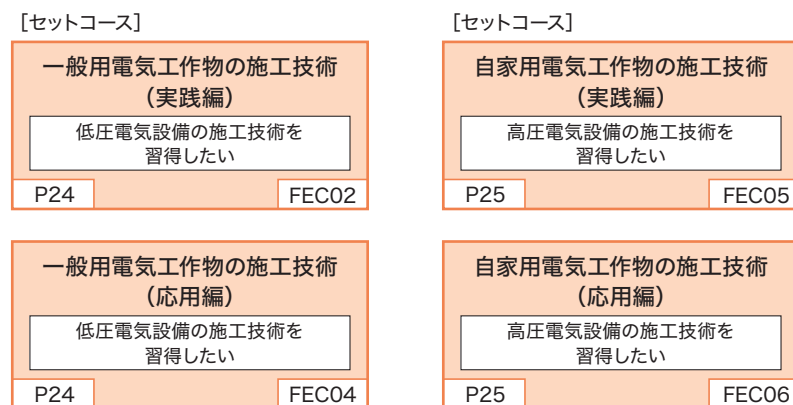 ［セットコース］
一般用電気工作物の施工技術
（実践編）
低圧電気設備の施工技術を
習得したい
P24
FEC02
一般用電気工作物の施工技術
（応用編）
低圧電気設備の施工技術を
習得したい
P24
FEC04
［セットコース］
自家用電気工作物の施工技術
（実践編）
高圧電気設備の施工技術を
習得したい
P25
FEC05
自家用電気工作物の施工技術
（応用編）
高圧電気設備の施工技術を
習得したい
P25
FEC06